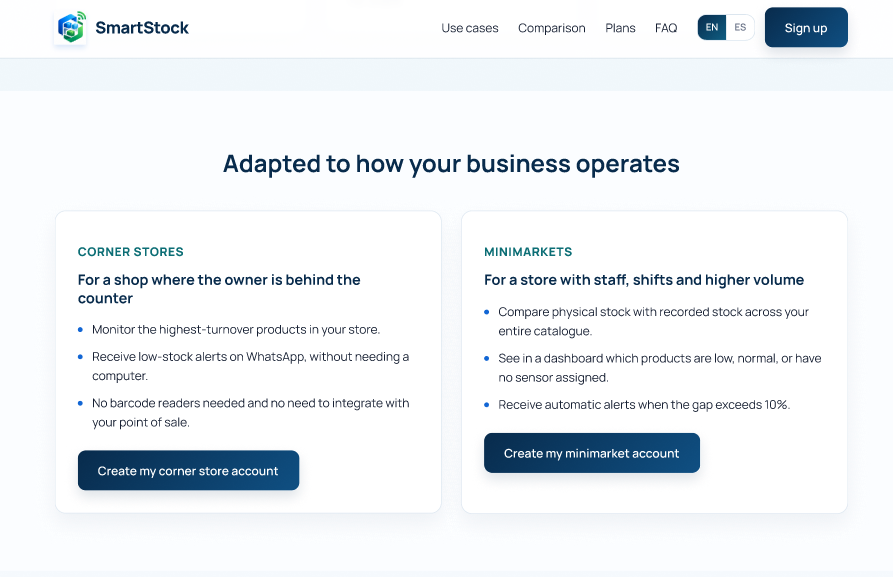 SmartStock
Use cases
Comparison
Plans
FAQ
EN
ES
Sign up
Adapted to how your business operates
CORNER STORES
For a shop where the owner is behind the
counter
Monitor the highest-turnover products in your store.
Receive low-stock alerts on WhatsApp, without needing a
computer.
No barcode readers needed and no need to integrate with
your point of sale.
Create my corner store account
MINIMARKETS
For a store with staff, shifts and higher volume
Compare physical stock with recorded stock across your
entire catalogue.
See in a dashboard which products are low, normal, or have
no sensor assigned.
Receive automatic alerts when the gap exceeds 10%.
Create my minimarket account